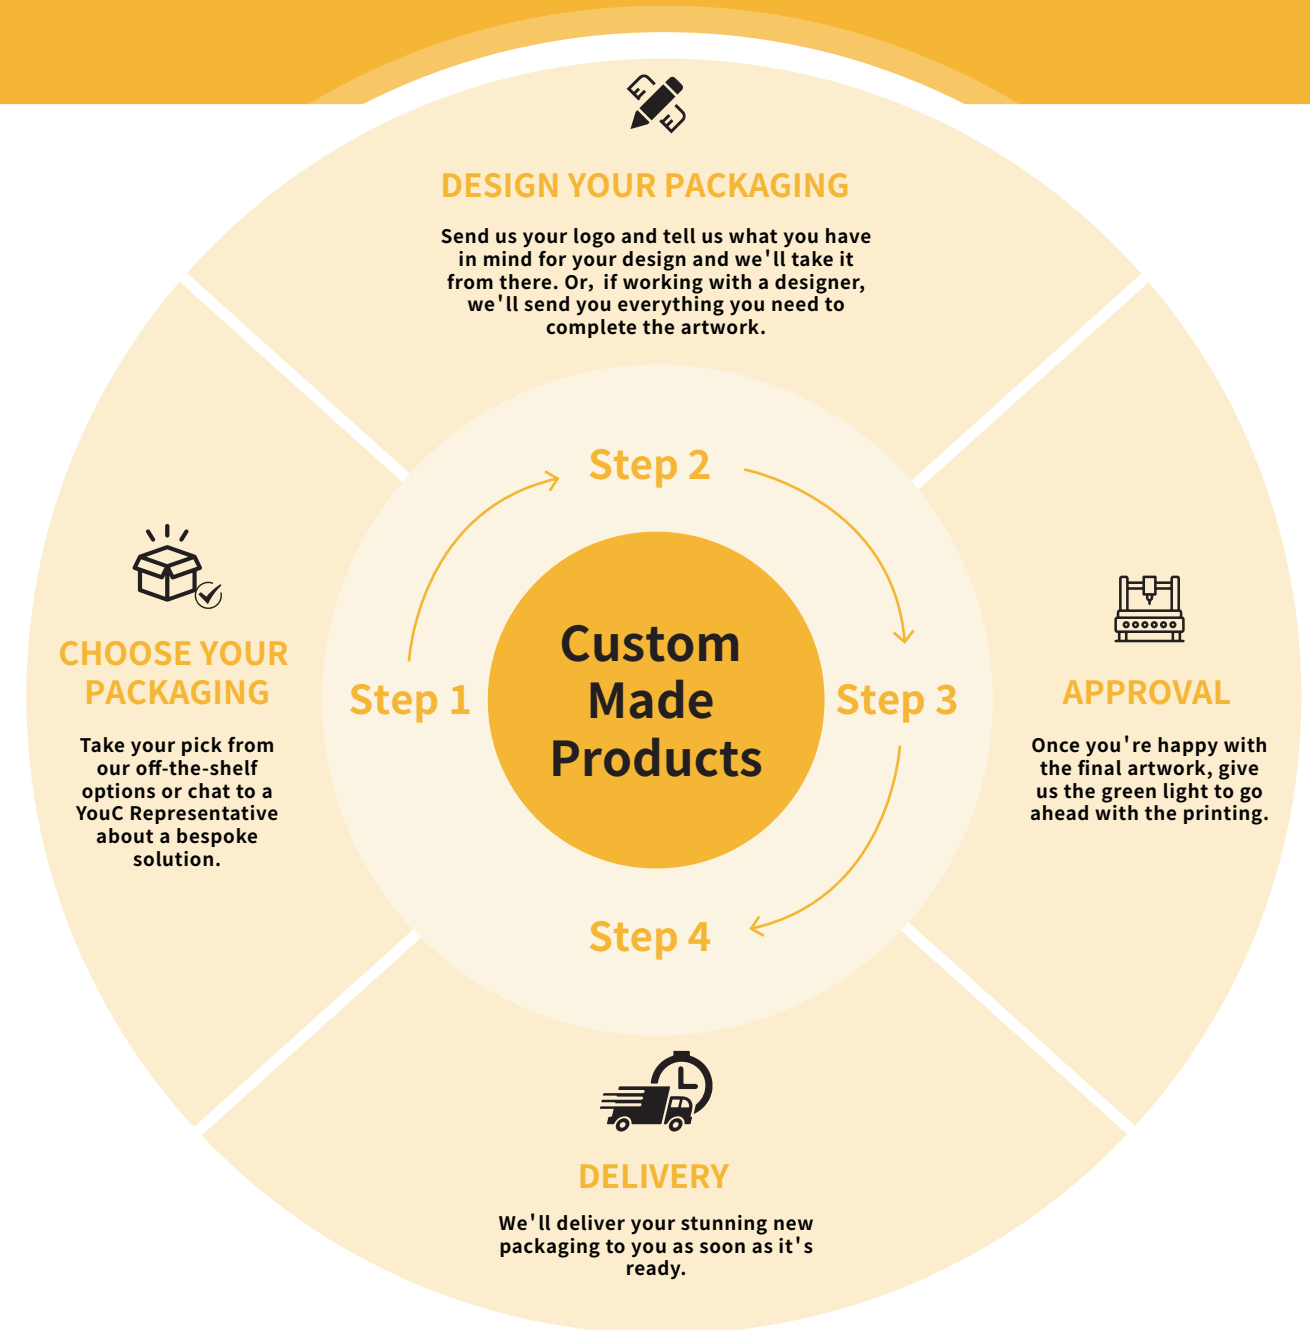 DESIGN YOUR PACKAGING
Send us your logo and tell us what you have
in mind for your design and we'll take it
from there. Or, if working with a designer,
we'll send you everything you need to
complete the artwork.
Step 2
CHOOSE YOUR
PACKAGING
Take your pick from
our off-the-shelf
options or chat to a
YouC Representative
about a bespoke
solution.
Step 1
Custom
Made
Products
Step 3
APPROVAL
Once you're happy with
the final artwork, give
us the green light to go
ahead with the printing.
Step 4
DELIVERY
We'll deliver your stunning new
packaging to you as soon as it's
ready.